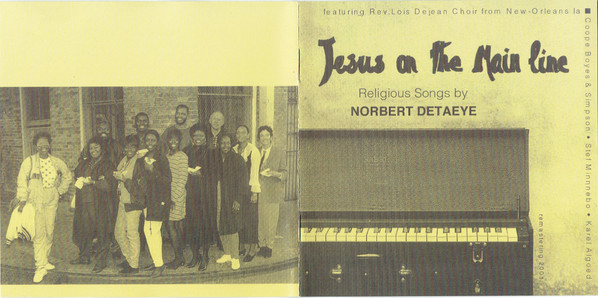 featuring Rev.Lois Dejean Choir from New-Orleans la
Jesus on the Main line
Religious Songs by
NORBERT DETAEYE
Coope Boyes & Simpson • Stef Minnebo • Karel Algoed
remastering